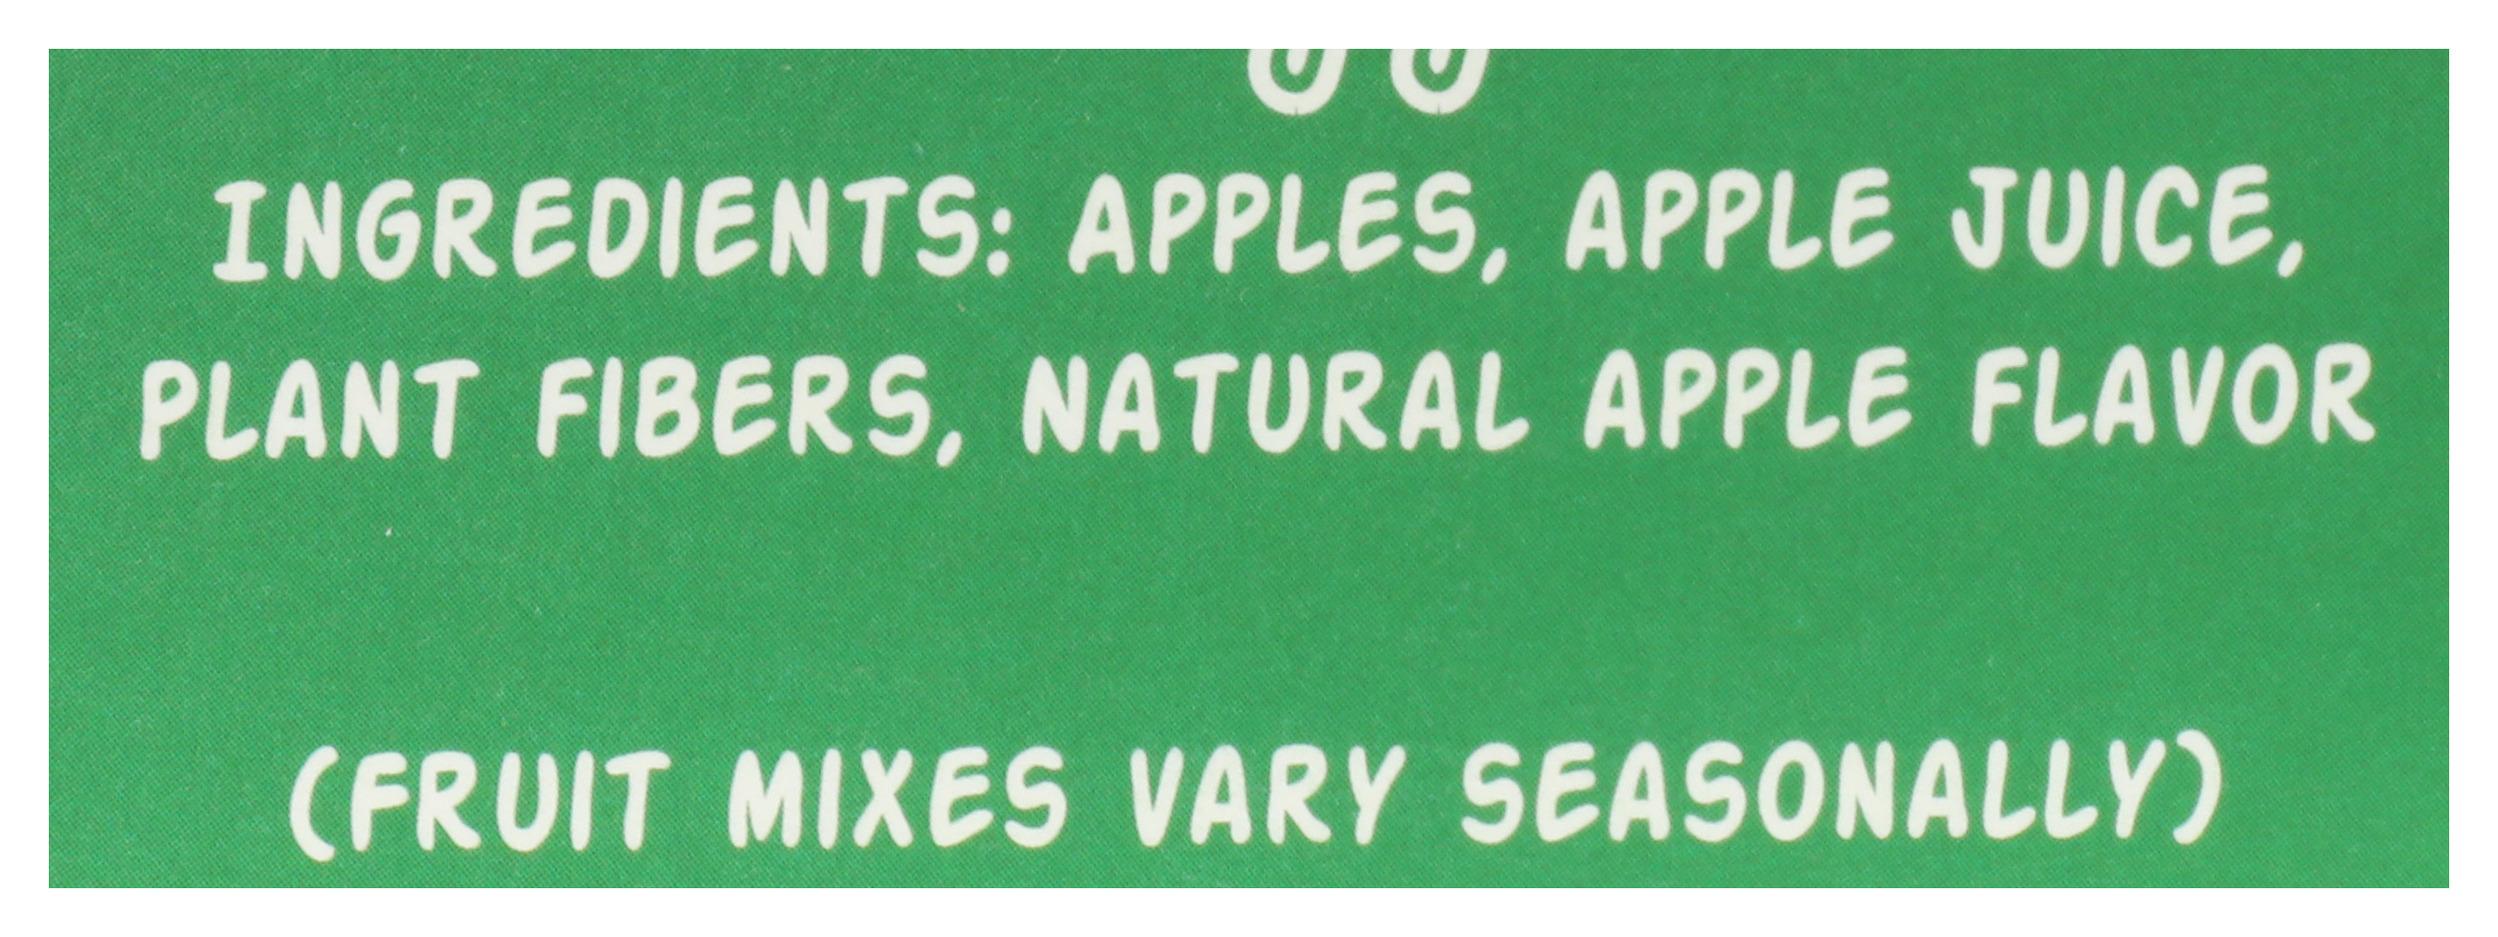 INGREDIENTS: APPLES, APPLE JUICE,
PLANT FIBERS, NATURAL APPLE FLAVOR
(FRUIT MIXES VARY SEASONALLY)